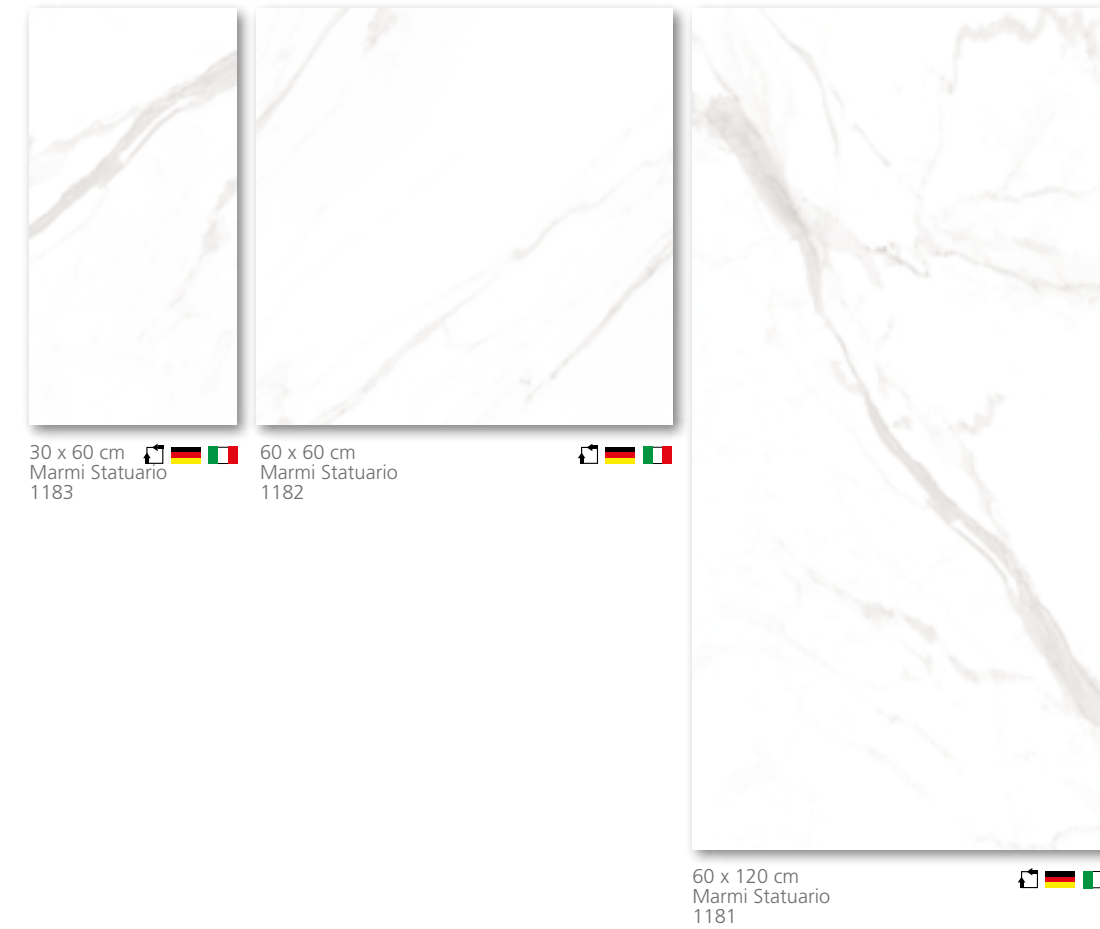 30 x 60 cm
Marmi Statuario
1183
60 x 60 cm
Marmi Statuario
1182
60 x 120 cm
Marmi Statuario
1181